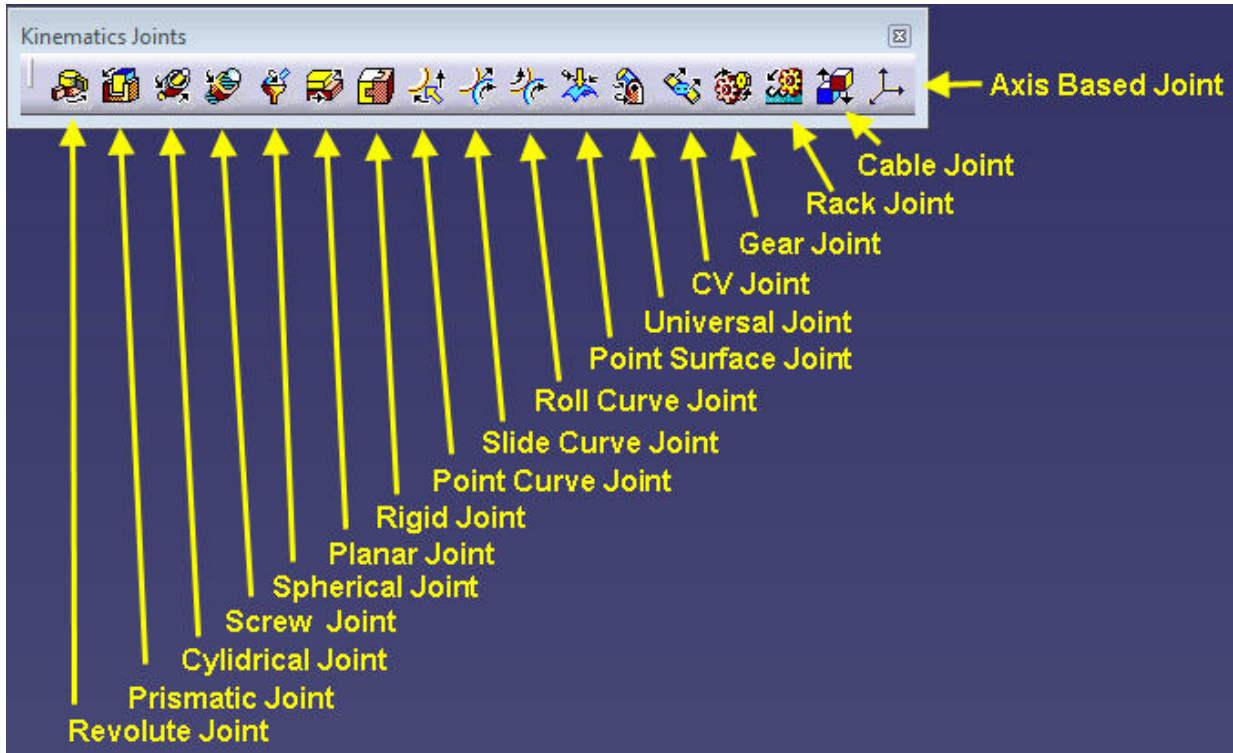 Kinematics Joints
Axis Based Joint
Cable Joint
Rack Joint
Gear Joint
CV Joint
Universal Joint
Point Surface Joint
Roll Curve Joint
Slide Curve Joint
Point Curve Joint
Rigid Joint
Planar Joint
Spherical Joint
Screw  Joint
Cylidrical Joint
Prismatic Joint
Revolute Joint